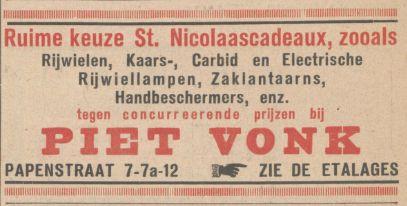 Ruime keuze St. Nicolaascadeaux, zooals
Rijwielen, Kaars-, Carbid en Electrische
Rijwiellampen, Zaklantaarns,
Handbeschermers, enz.
tegen concurreerende prijzen bij
PIET VONK
PAPENSTRAAT 7-7a-12 ZIE DE ETALAGES